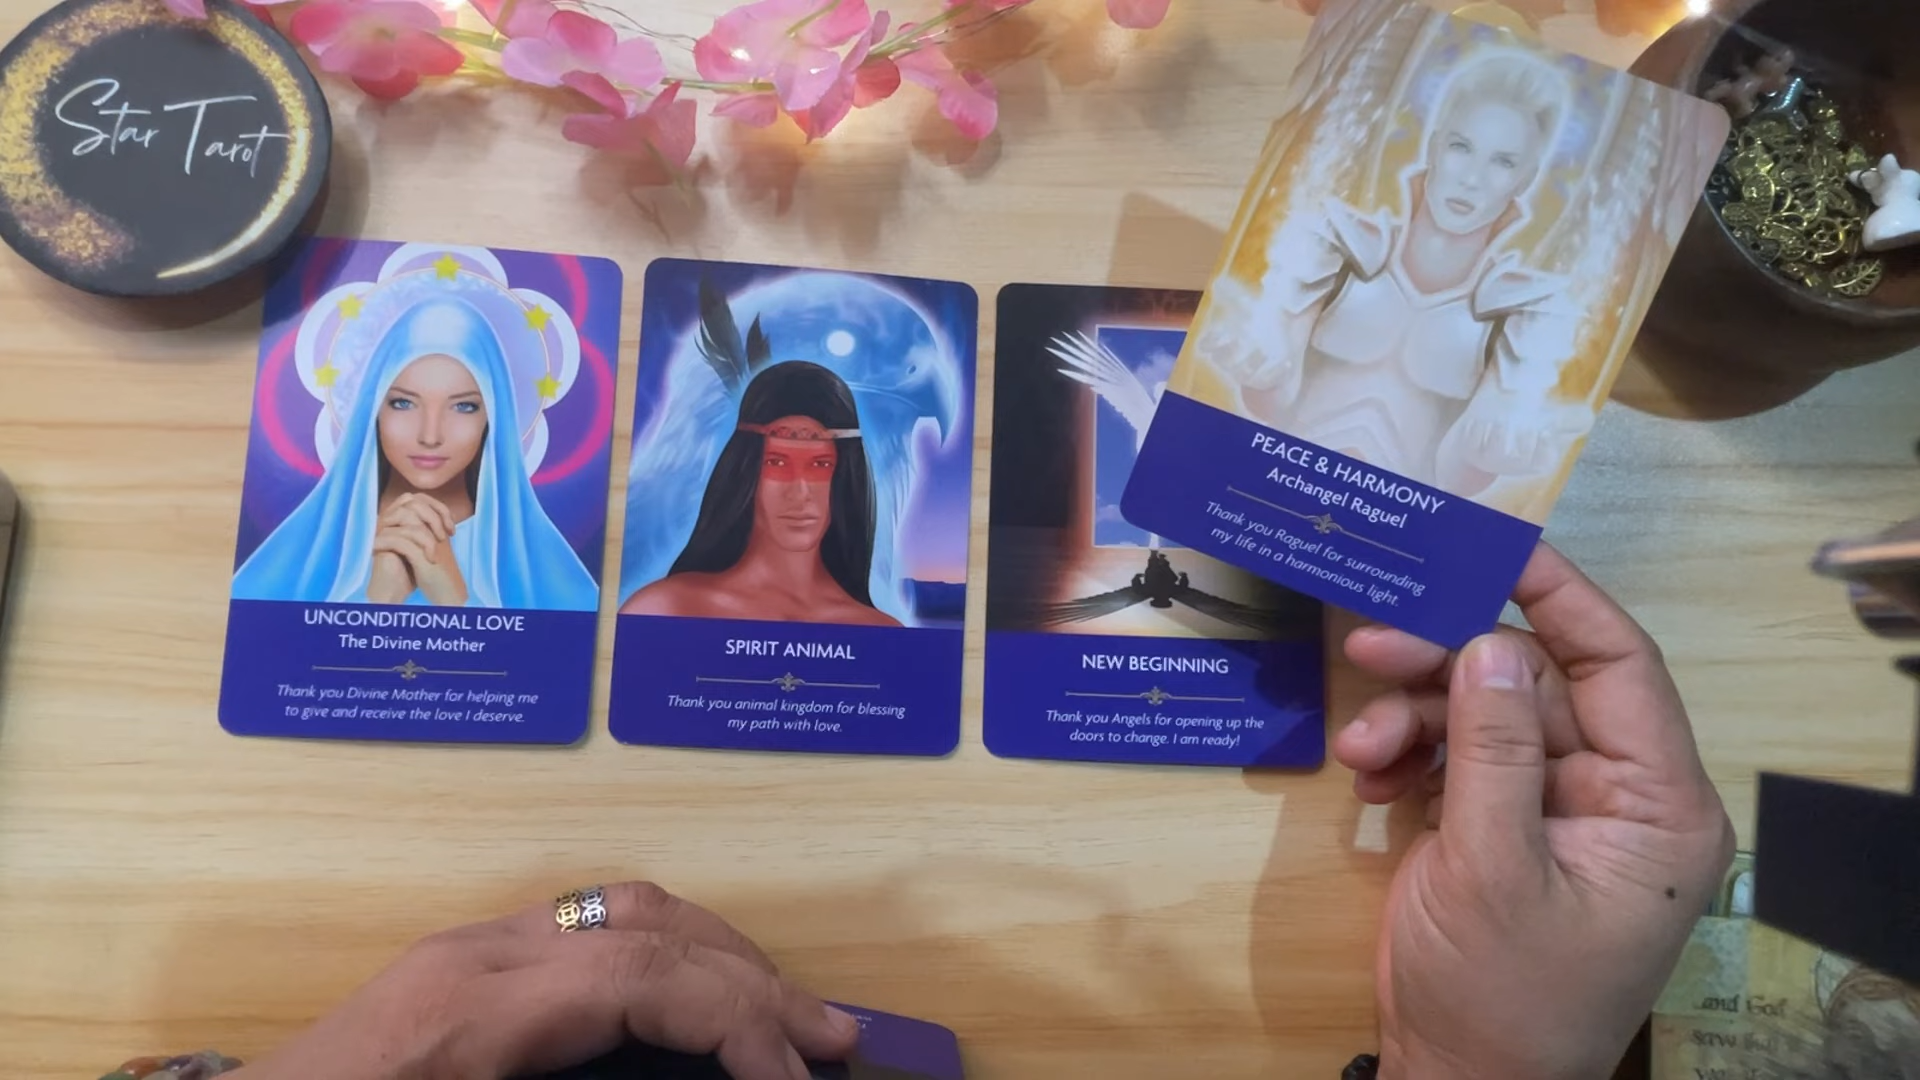 Star Tarot
UNCONDITIONAL LOVE
The Divine Mother
Thank you Divine Mother for helping me
to give and receive the love I deserve.
SPIRIT ANIMAL
Thank you animal kingdom for blessing
my path with love.
NEW BEGINNING
Thank you Angels for opening up the
doors to change. I am ready!
PEACE & HARMONY
Archangel Raguel
Thank you Raguel for surrounding
my life in a harmonious light.
and God
saw